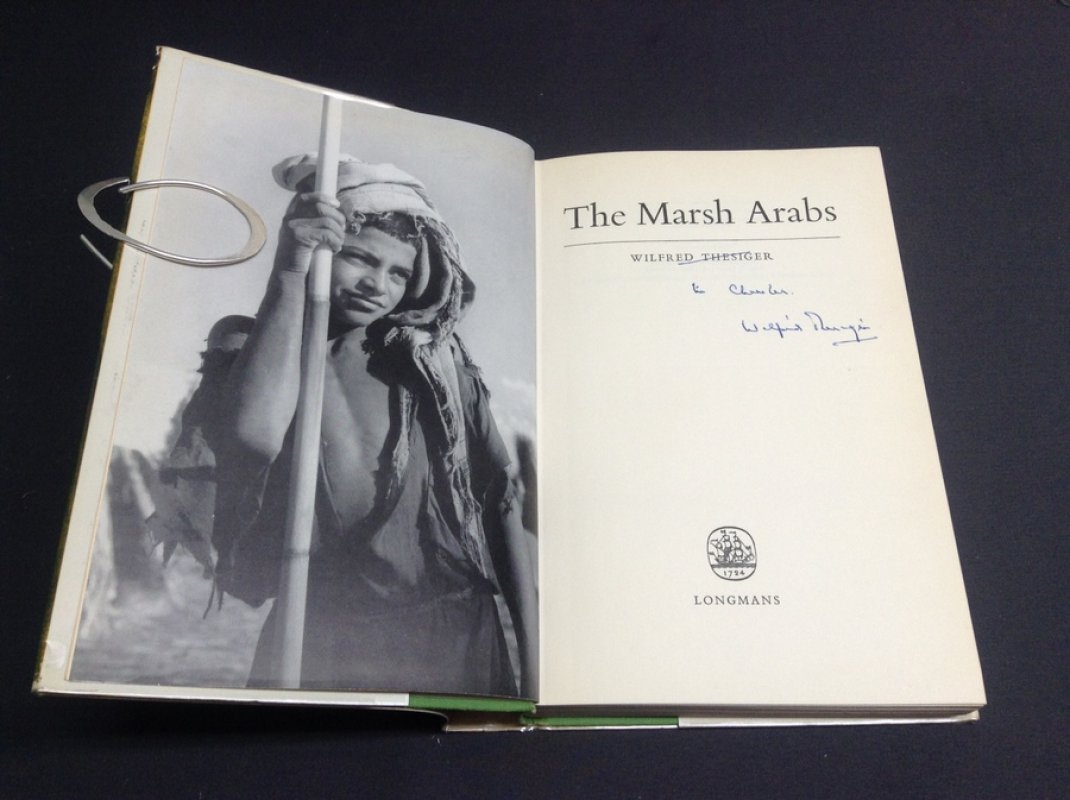 The Marsh Arabs
WILFRED THESIGER
to Charles.
Wilfred Thesiger
1724
LONGMANS